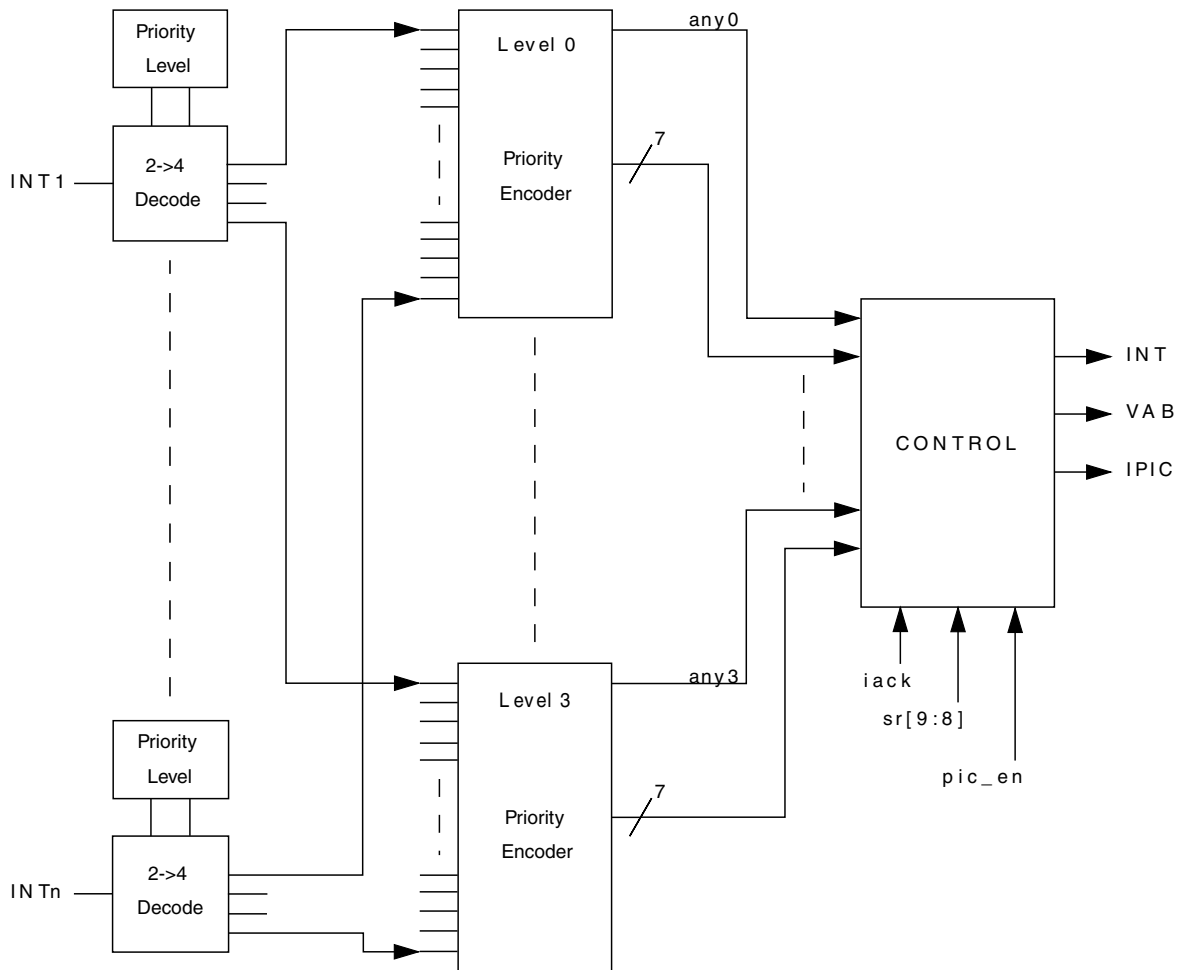 Priority
Level
2->4
Decode
INT1
Level 0
Priority
Encoder
any0
7
CONTROL
INT
VAB
IPIC
iack
sr[9:8]
pic_en
Level 3
Priority
Encoder
any3
7
Priority
Level
2->4
Decode
INTn